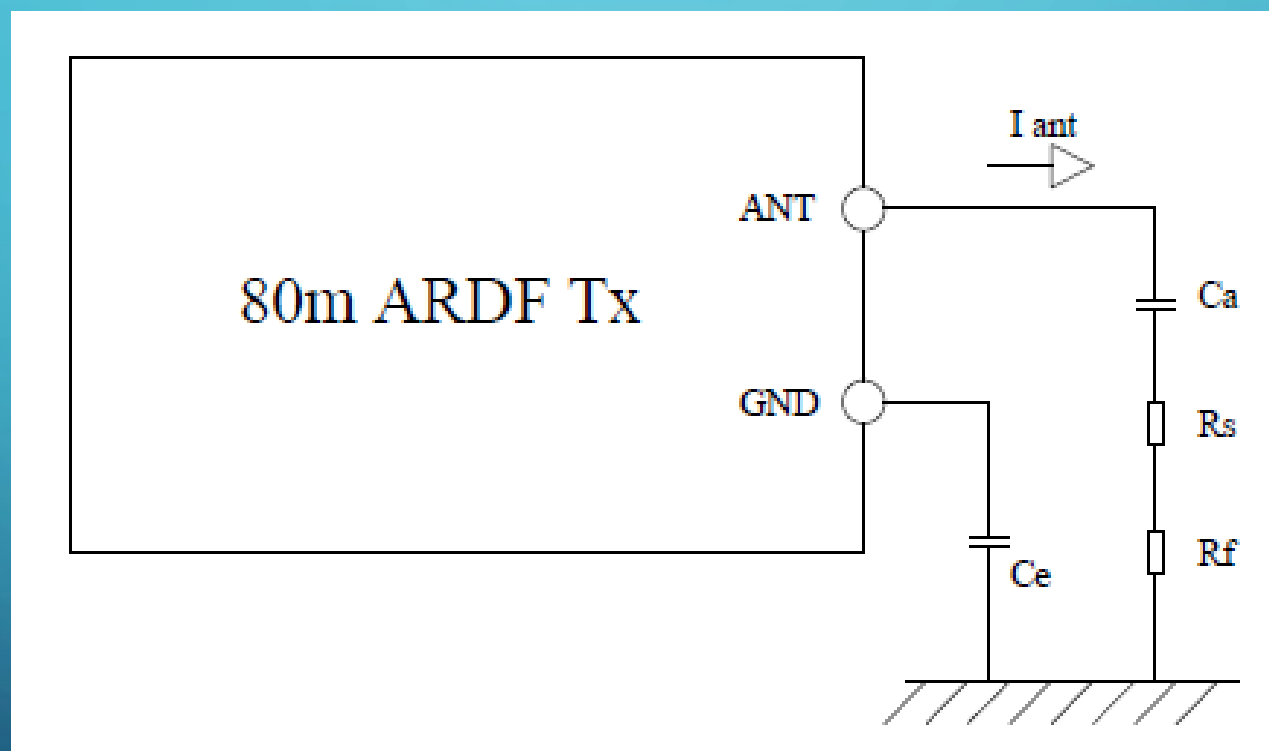 I ant
ANT
Ca
80m ARDF Tx
GND
Rs
Rf
Ce